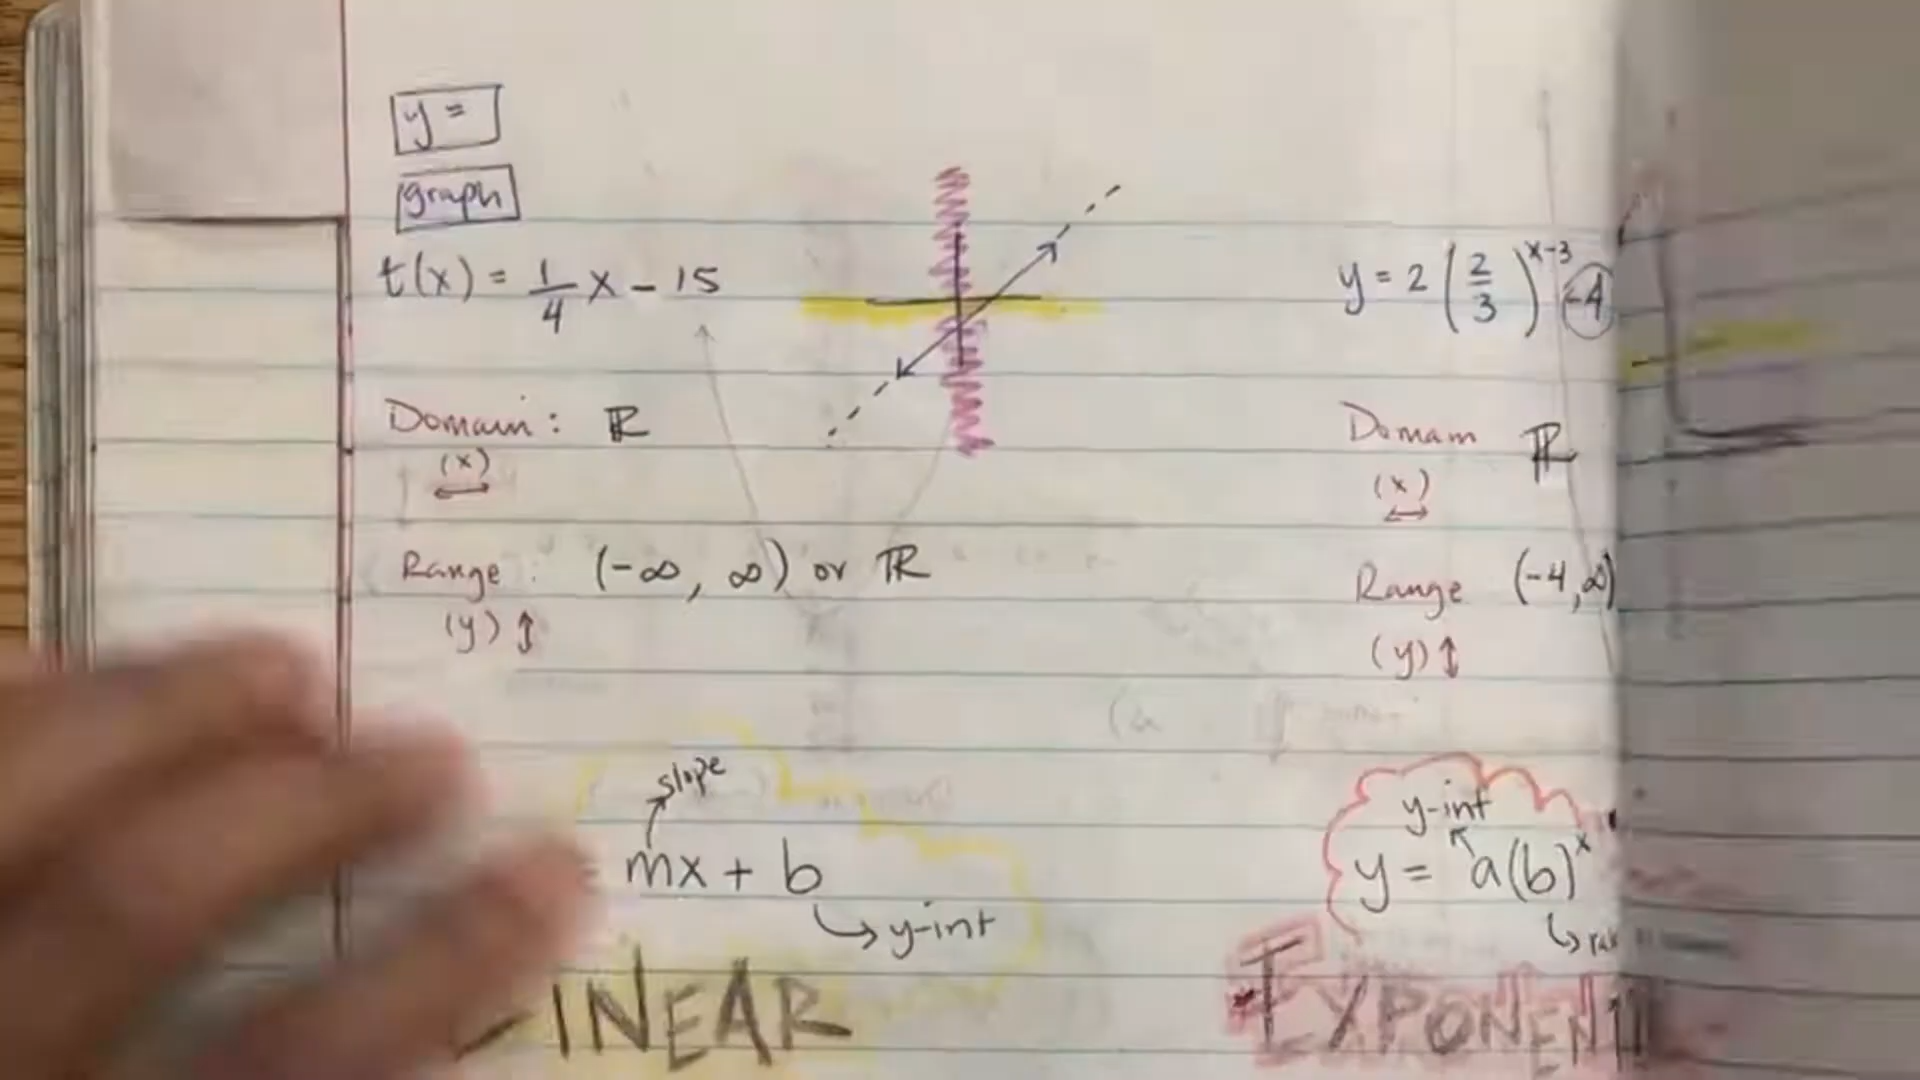 y =
graph
t(x) = 1/4 x - 15
Domain: ℝ
(x)
Range: (-∞, ∞) or ℝ
(y)
slope
= mx + b
y-int
INEAR
y = 2 (2/3)^x-3 -4
Domain ℝ
(x)
Range (-4, ∞)
(y)
y-int
y = a(b)^x
EXPONEN